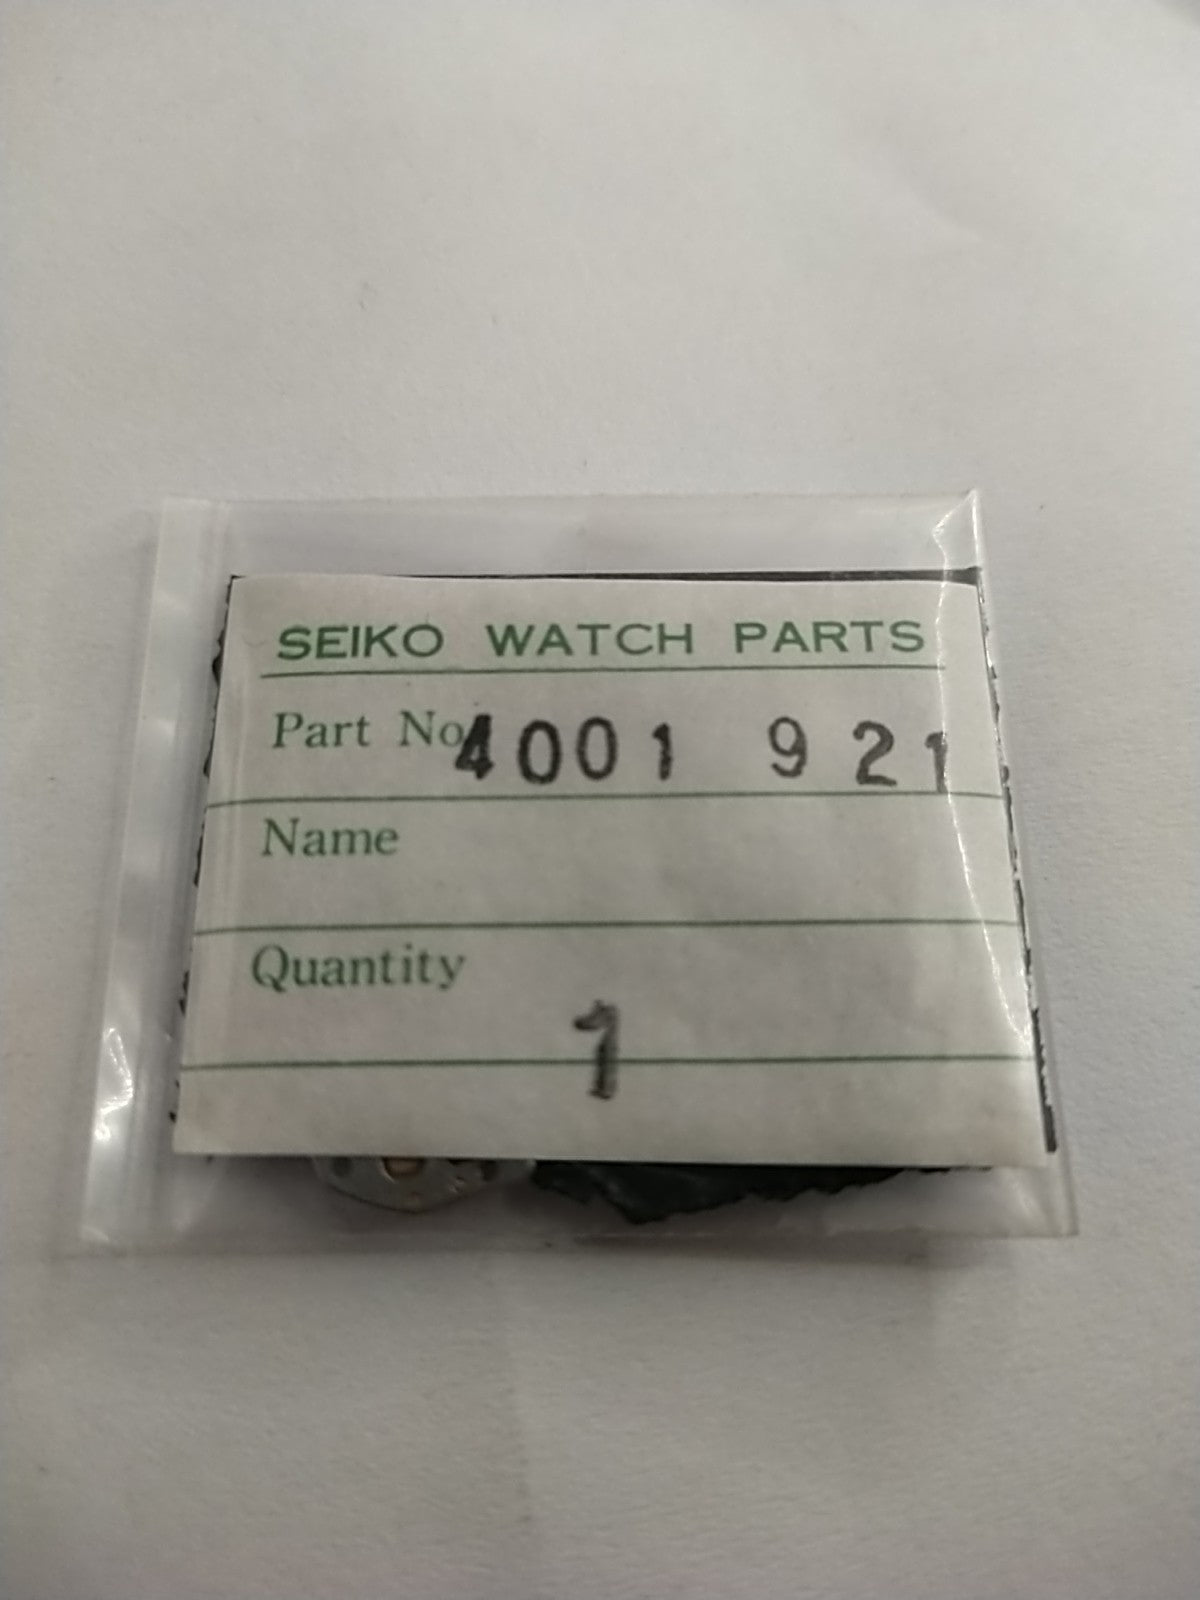 SEIKO WATCH PARTS
Part No 4001 921
Name
Quantity
1